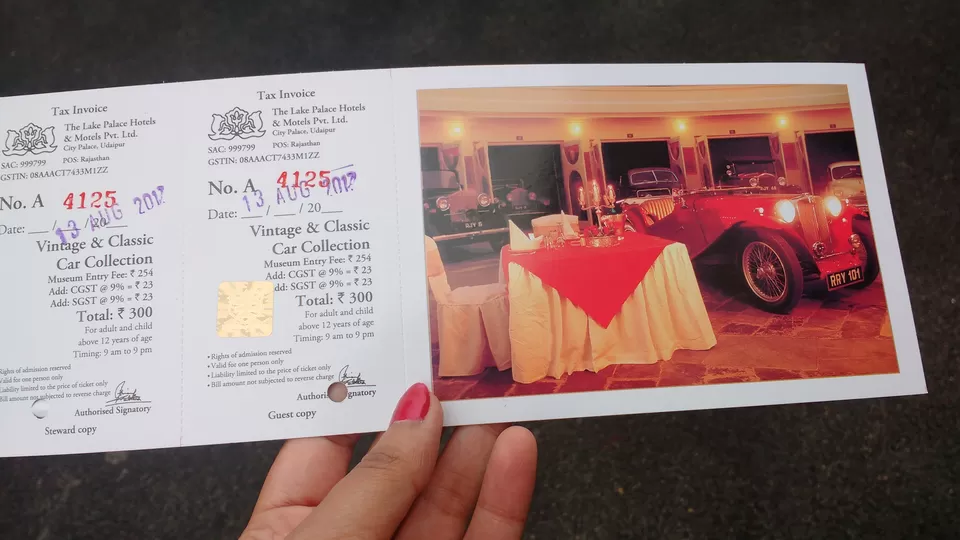 Tax Invoice
The Lake Palace Hotels
& Motels Pvt. Ltd.
City Palace, Udaipur
SAC: 999799 POS: Rajasthan
GSTIN: 08AAACT7433M1ZZ
No. A 4125
13 AUG 2017
Date: __ / __ / 20__
Vintage & Classic
Car Collection
Museum Entry Fee: ₹ 254
Add: CGST @ 9% = ₹ 23
Add: SGST @ 9% = ₹ 23
Total: ₹ 300
For adult and child
above 12 years of age
Timing: 9 am to 9 pm
Rights of admission reserved
Valid for one person only
Liability limited to the price of ticket only
Bill amount not subjected to reverse charge
Authorised Signatory
Steward copy
Tax Invoice
The Lake Palace Hotels
& Motels Pvt. Ltd.
City Palace, Udaipur
SAC: 999799 POS: Rajasthan
GSTIN: 08AAACT7433M1ZZ
No. A 4125
13 AUG 2017
Date: __ / __ / 20__
Vintage & Classic
Car Collection
Museum Entry Fee: ₹ 254
Add: CGST @ 9% = ₹ 23
Add: SGST @ 9% = ₹ 23
Total: ₹ 300
For adult and child
above 12 years of age
Timing: 9 am to 9 pm
• Rights of admission reserved
• Valid for one person only
• Liability limited to the price of ticket only
• Bill amount not subjected to reverse charge
Authorised Signatory
Guest copy
RRY 101